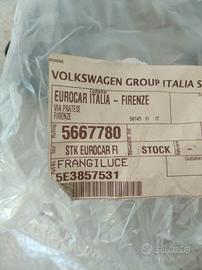 VOLKSWAGEN GROUP ITALIA S
Customer
EUROCAR ITALIA - FIRENZE
VIA PRATESE
FIRENZE
50145 FI IT
5667780
STK EUROCAR FI
STOCK -
FRANGILUCE
5E3857531
subito